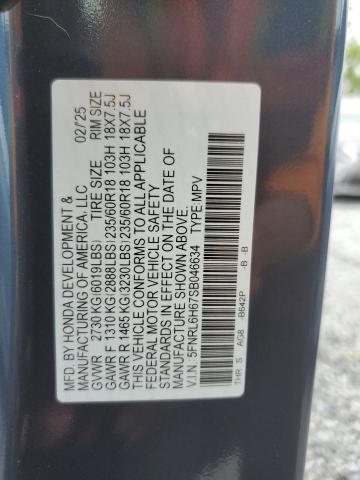 MFD. BY HONDA DEVELOPMENT & 02/25
MANUFACTURING OF AMERICA, LLC
GVWR 2730 KG(6019LBS) TIRE SIZE RIM SIZE
GAWR F 1310 KG(2888LBS)235/60R18 103H 18X7.5J
GAWR R 1465 KG(3230LBS)235/60R18 103H 18X7.5J
THIS VEHICLE CONFORMS TO ALL APPLICABLE
FEDERAL MOTOR VEHICLE SAFETY
STANDARDS IN EFFECT ON THE DATE OF
MANUFACTURE SHOWN ABOVE.
V.I.N. :5FNRL6H67SB046634 TYPE:MPV
THR· S AG8 -B642P -B -B